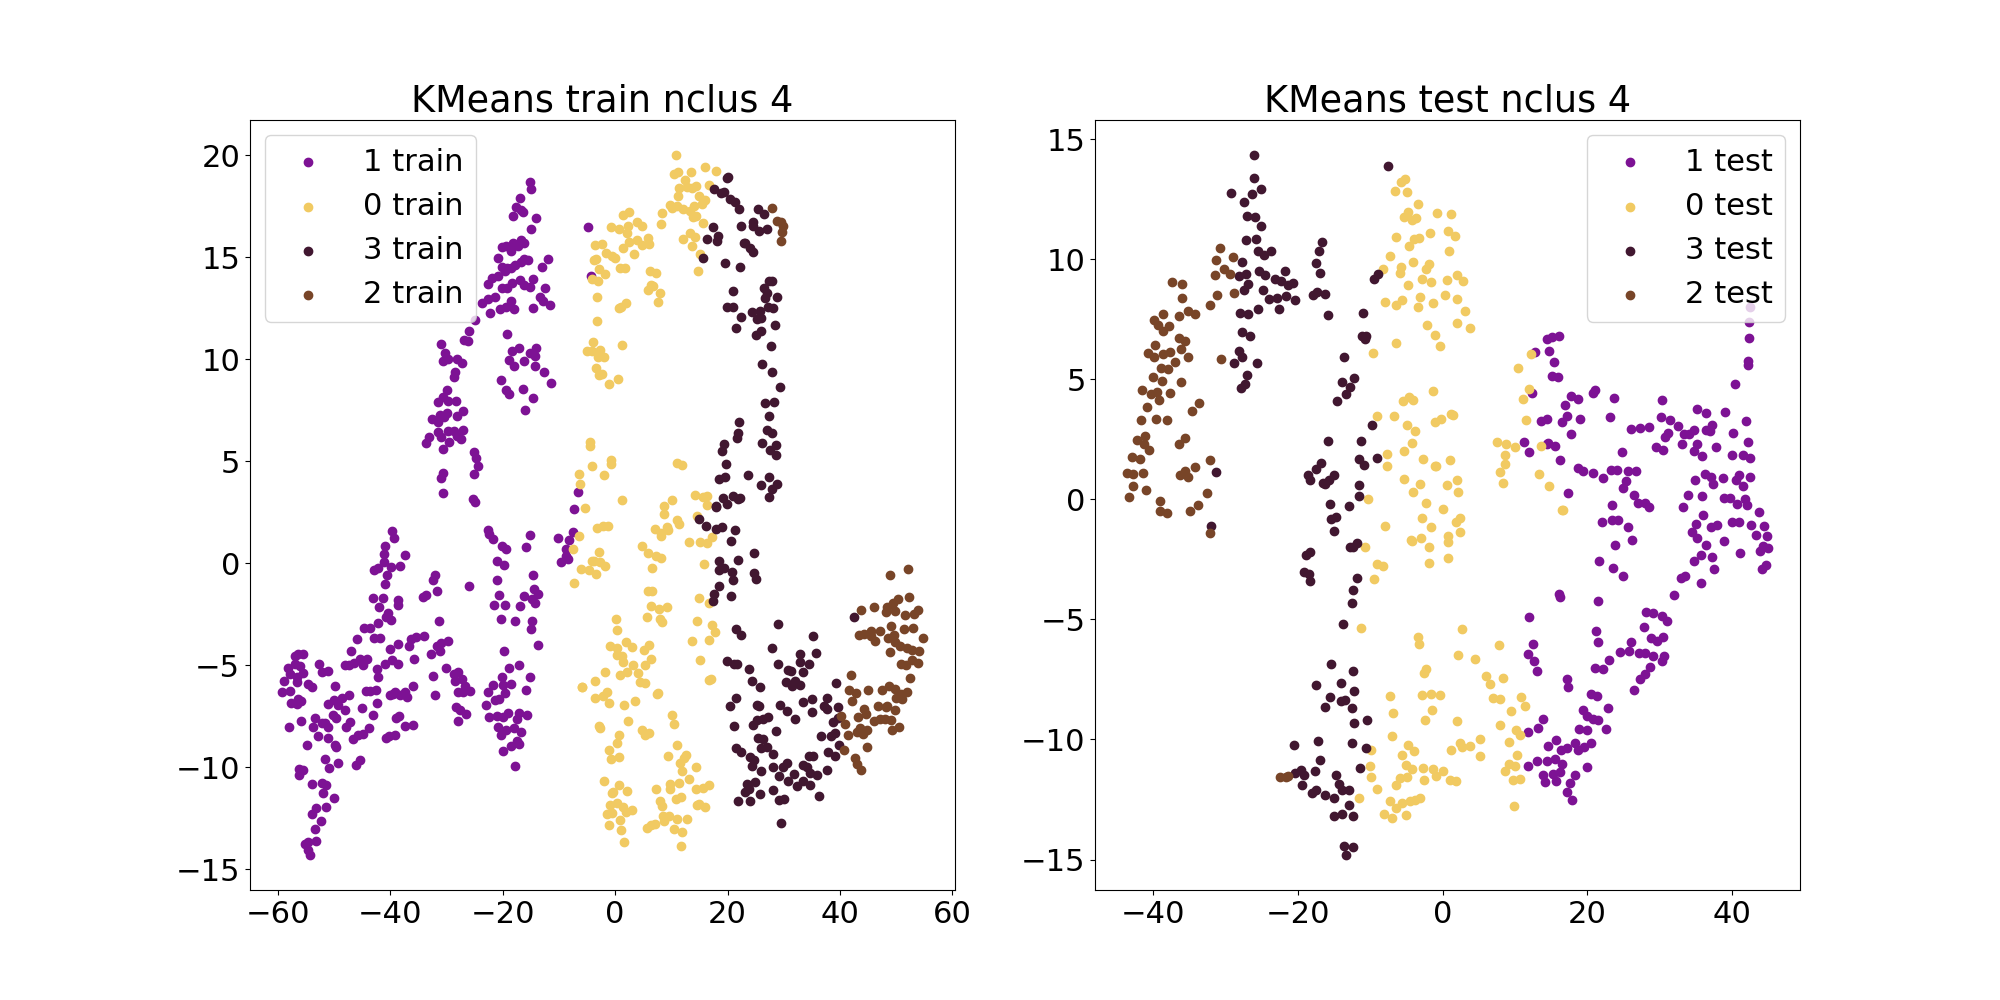 KMeans train nclus 4
1 train
0 train
3 train
2 train
20
15
10
5
0
−5
−10
−15
−60 −40 −20 0 20 40 60
KMeans test nclus 4
1 test
0 test
3 test
2 test
15
10
5
0
−5
−10
−15
−40 −20 0 20 40